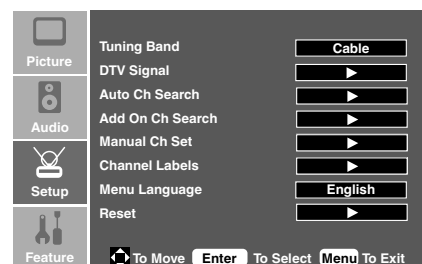 Picture
Audio
Setup
Feature
Tuning Band Cable
DTV Signal
Auto Ch Search
Add On Ch Search
Manual Ch Set
Channel Labels
Menu Language English
Reset
To Move Enter To Select Menu To Exit